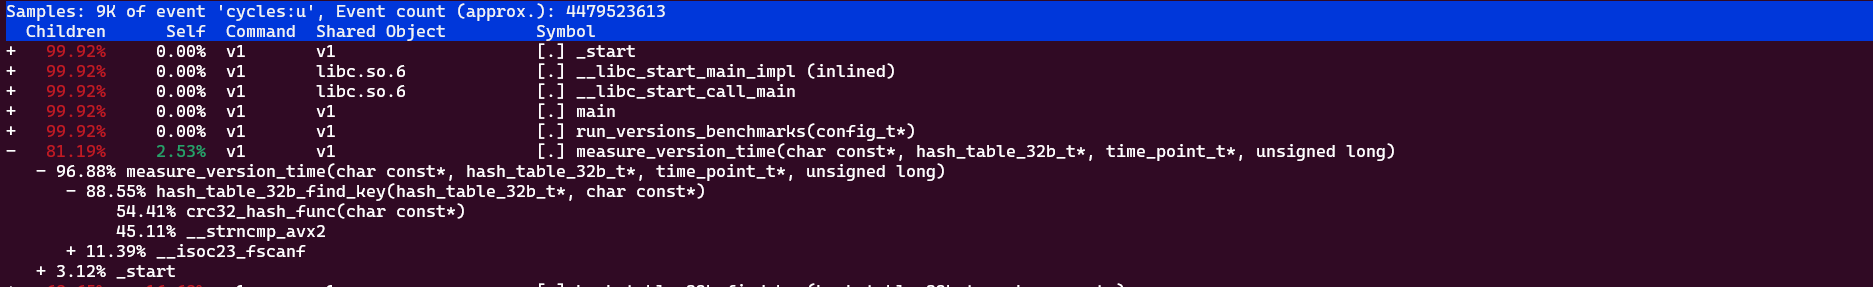 Samples: 9K of event 'cycles:u', Event count (approx.): 4479523613
Children Self Command Shared Object Symbol
+ 99.92% 0.00% v1 v1 [.] _start
+ 99.92% 0.00% v1 libc.so.6 [.] __libc_start_main_impl (inlined)
+ 99.92% 0.00% v1 libc.so.6 [.] __libc_start_call_main
+ 99.92% 0.00% v1 v1 [.] main
+ 99.92% 0.00% v1 v1 [.] run_versions_benchmarks(config_t*)
- 81.19% 2.53% v1 v1 [.] measure_version_time(char const*, hash_table_32b_t*, time_point_t*, unsigned long)
- 96.88% measure_version_time(char const*, hash_table_32b_t*, time_point_t*, unsigned long)
- 88.55% hash_table_32b_find_key(hash_table_32b_t*, char const*)
54.41% crc32_hash_func(char const*)
45.11% __strncmp_avx2
+ 11.39% __isoc23_fscanf
+ 3.12% _start